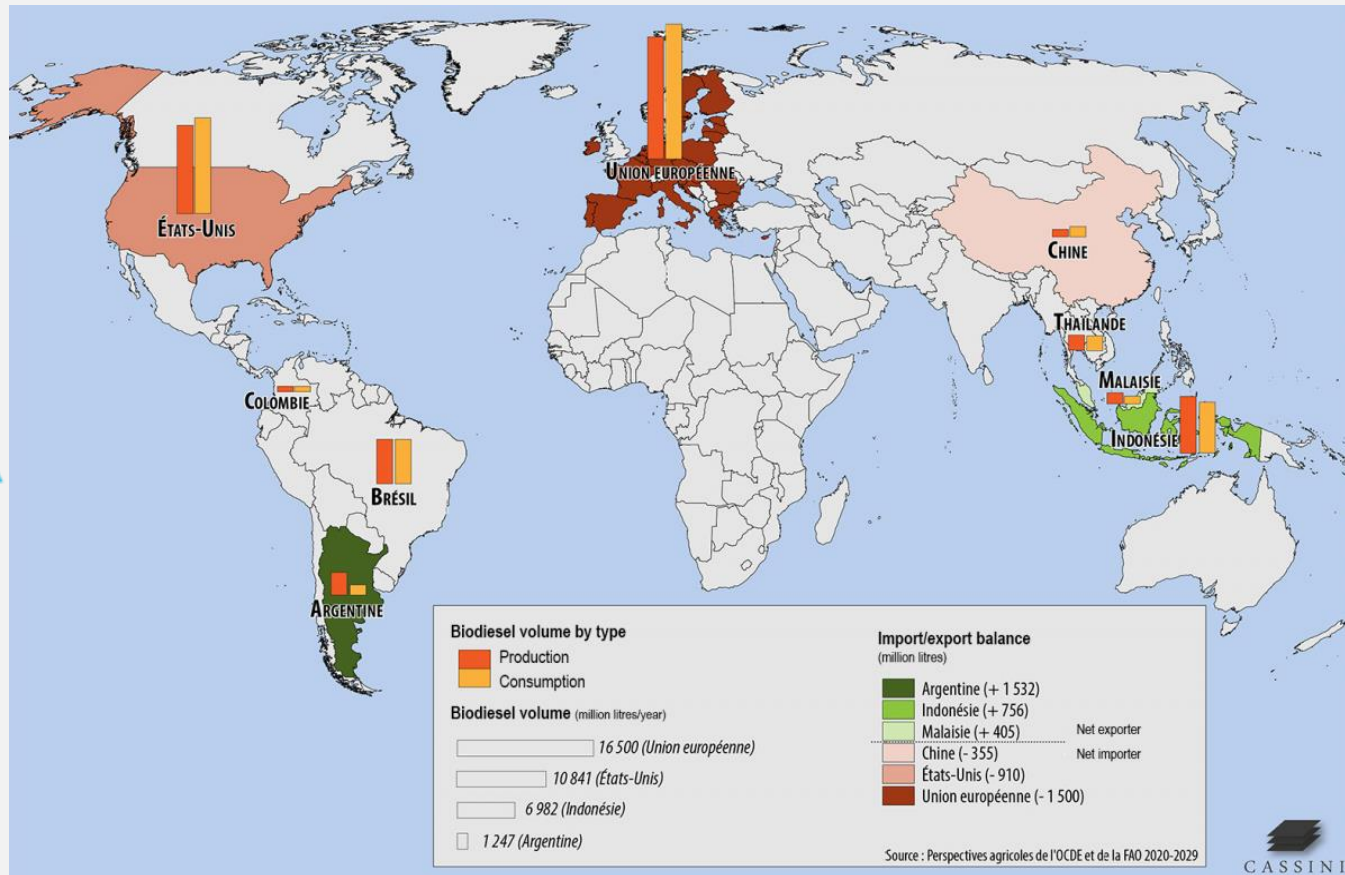 UNION EUROPÉENNE
ÉTATS-UNIS
CHINE
THAÏLANDE
MALAISIE
INDONÉSIE
COLOMBIE
BRÉSIL
ARGENTINE
Biodiesel volume by type
Production
Consumption
Biodiesel volume (million litres/year)
16 500 (Union européenne)
10 841 (États-Unis)
6 982 (Indonésie)
1 247 (Argentine)
Import/export balance
(million litres)
Argentine (+ 1 532)
Indonésie (+ 756)
Malaisie (+ 405)
Net exporter
Chine (- 355)
Net importer
États-Unis (- 910)
Union européenne (- 1 500)
Source : Perspectives agricoles de l'OCDE et de la FAO 2020-2029
CASSINI